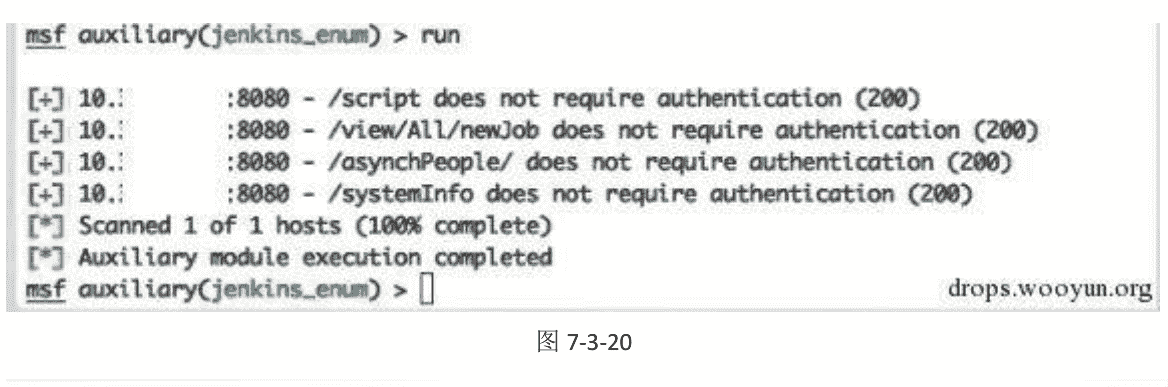 msf auxiliary(jenkins_enum) > run
[+] 10.: :8080 - /script does not require authentication (200)
[+] 10.: :8080 - /view/All/newJob does not require authentication (200)
[+] 10.: :8080 - /asynchPeople/ does not require authentication (200)
[+] 10.: :8080 - /systemInfo does not require authentication (200)
[*] Scanned 1 of 1 hosts (100% complete)
[*] Auxiliary module execution completed
msf auxiliary(jenkins_enum) >
drops.wooyun.org
图 7-3-20